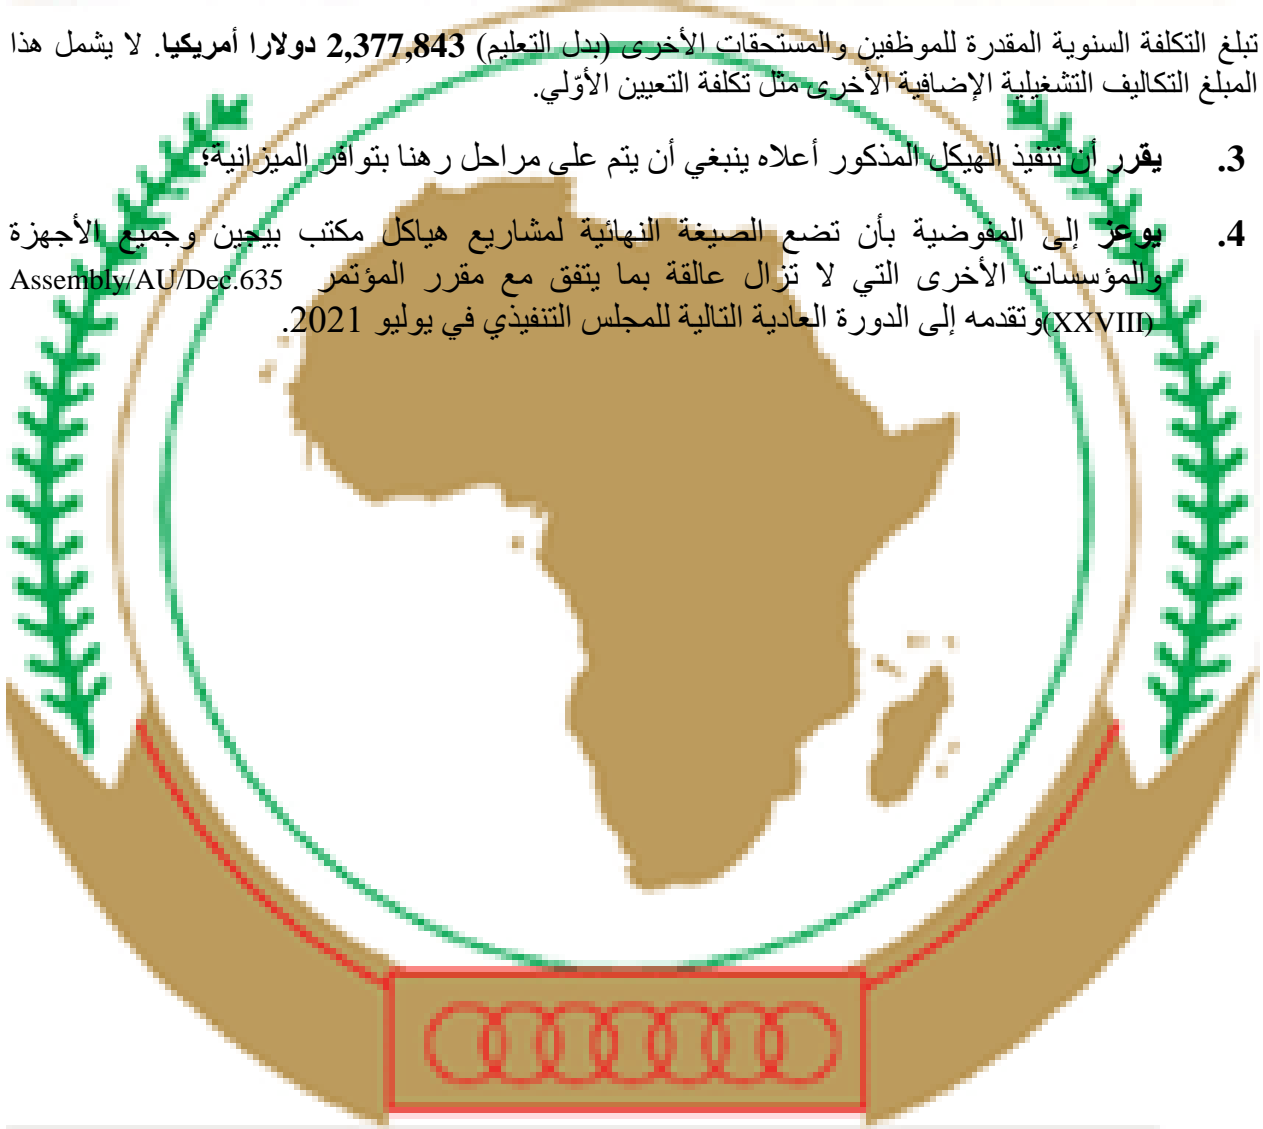 تبلغ التكلفة السنوية المقدرة للموظفين والمستحقات الأخرى (بدل التعليم) 2,377,843 دولارا أمريكيا. لا يشمل هذا
المبلغ التكاليف التشغيلية الإضافية الأخرى مثل تكلفة التعيين الأوّلي.
3. يقرر أن تنفيذ الهيكل المذكور أعلاه ينبغي أن يتم على مراحل رهنا بتوافر الميزانية؛
4. يوعز إلى المفوضية بأن تضع الصيغة النهائية لمشاريع هياكل مكتب بيجين وجميع الأجهزة
والمؤسسات الأخرى التي لا تزال عالقة بما يتفق مع مقرر المؤتمر Assembly/AU/Dec.635
(XXVIII)وتقدمه إلى الدورة العادية التالية للمجلس التنفيذي في يوليو 2021.